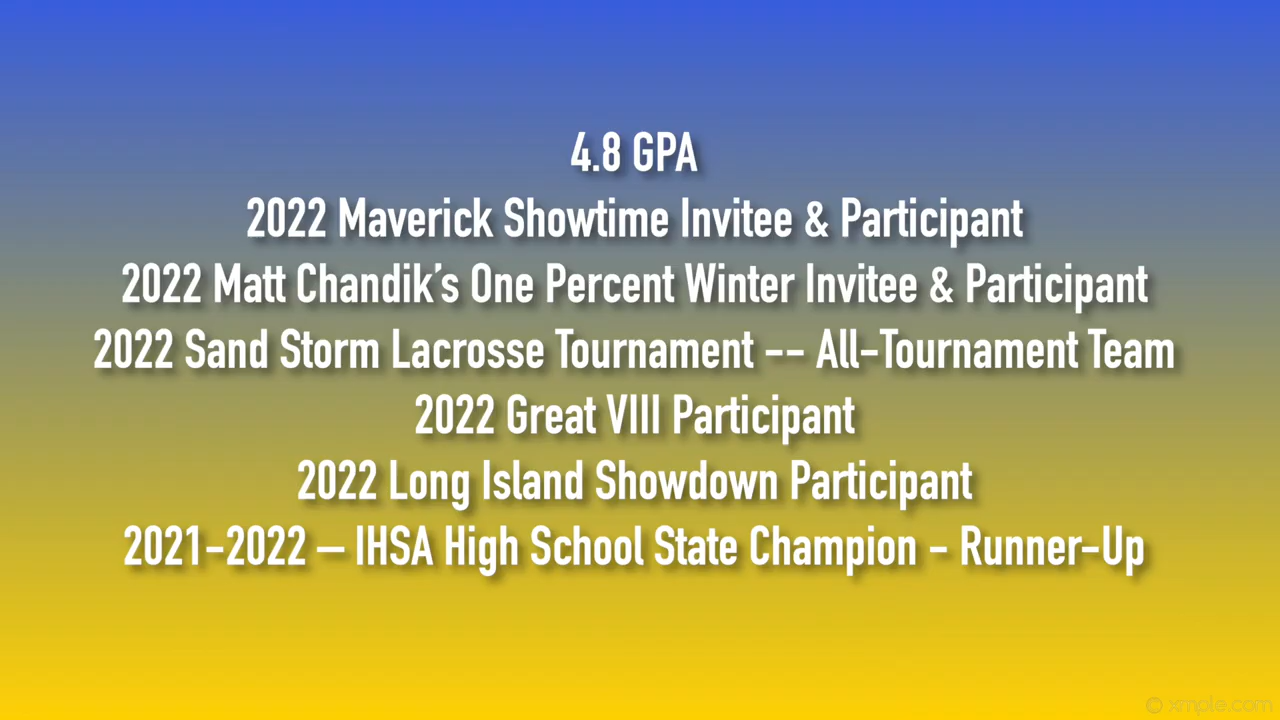 4.8 GPA
2022 Maverick Showtime Invitee & Participant
2022 Matt Chandik’s One Percent Winter Invitee & Participant
2022 Sand Storm Lacrosse Tournament -- All-Tournament Team
2022 Great VIII Participant
2022 Long Island Showdown Participant
2021-2022 – IHSA High School State Champion - Runner-Up
© xmple.com